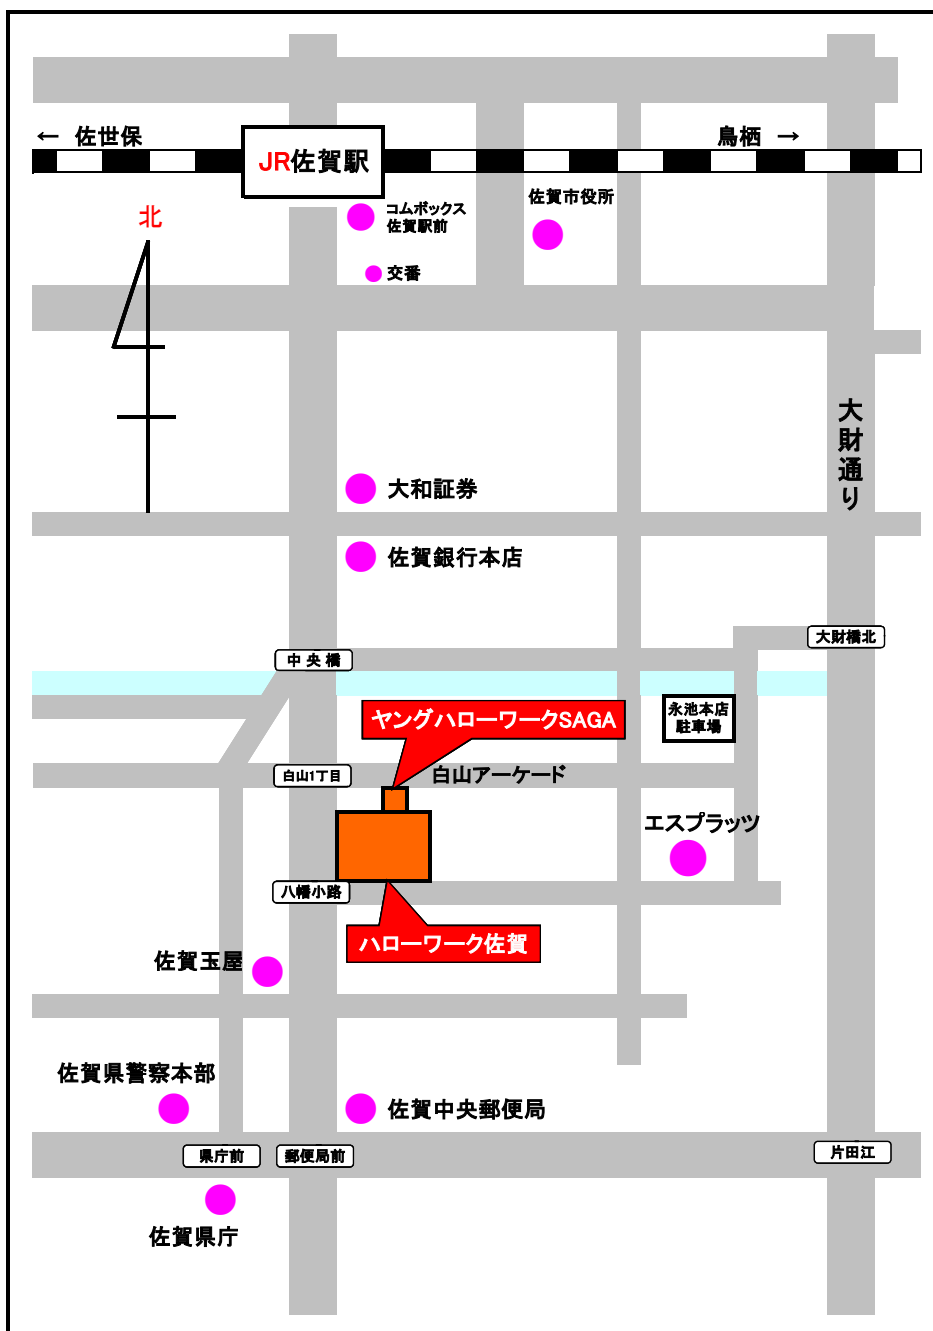 ← 佐世保
鳥栖 →
JR佐賀駅
北
コムボックス
佐賀駅前
佐賀市役所
交番
大財通り
大和証券
佐賀銀行本店
大財橋北
中央橋
永池本店
駐車場
ヤングハローワークSAGA
白山1丁目
白山アーケード
エスプラッツ
八幡小路
ハローワーク佐賀
佐賀玉屋
佐賀県警察本部
佐賀中央郵便局
県庁前
郵便局前
片田江
佐賀県庁